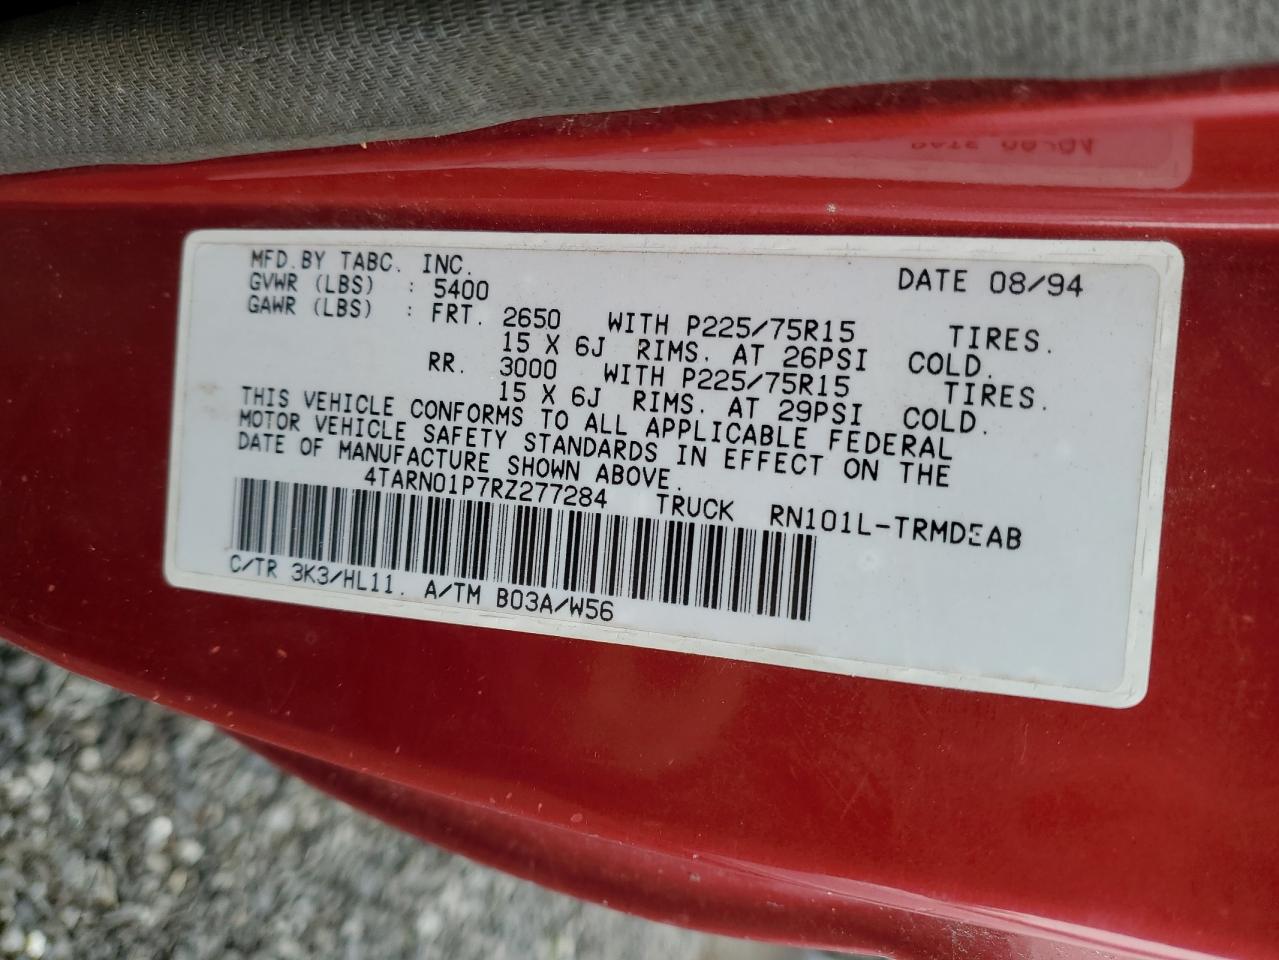 MFD. BY TABC. INC. DATE 08/94
GVWR (LBS) : 5400
GAWR (LBS) : FRT. 2650 WITH P225/75R15 TIRES.
15 X 6J RIMS. AT 26PSI COLD.
RR. 3000 WITH P225/75R15 TIRES.
15 X 6J RIMS. AT 29PSI COLD.
THIS VEHICLE CONFORMS TO ALL APPLICABLE FEDERAL
MOTOR VEHICLE SAFETY STANDARDS IN EFFECT ON THE
DATE OF MANUFACTURE SHOWN ABOVE.
4TARN01P7RZ277284 TRUCK RN101L-TRMDEAB
C/TR 3K3/HL11. A/TM B03A/W56